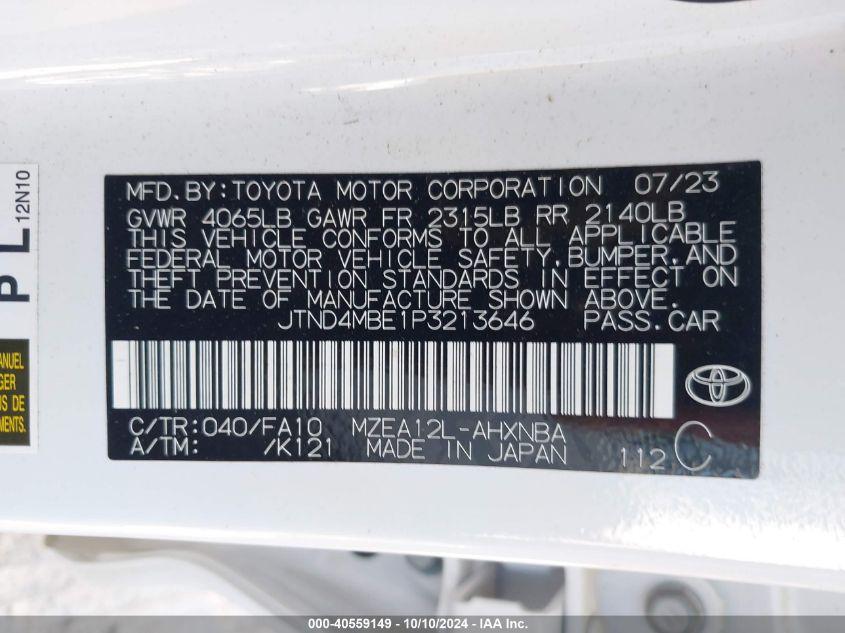 MFD. BY: TOYOTA MOTOR CORPORATION 07/23
GVWR 4065LB GAWR FR 2315LB RR 2140LB
THIS VEHICLE CONFORMS TO ALL APPLICABLE
FEDERAL MOTOR VEHICLE SAFETY, BUMPER, AND
THEFT PREVENTION STANDARDS IN EFFECT ON
THE DATE OF MANUFACTURE SHOWN ABOVE.
JTND4MBE1P3213646 PASS. CAR
C/TR: 040/FA10 MZEA12L-AHXNBA
A/TM: /K121 MADE IN JAPAN 112 C
P L
12N10
ANUEL
GER
IS DE
MENTS.
000-40559149 - 10/10/2024 - IAA Inc.